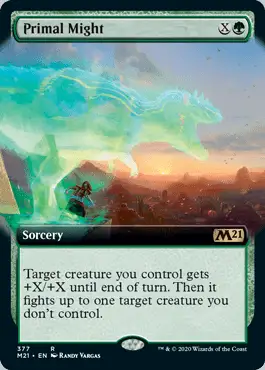 Primal Might X
Sorcery M21
Target creature you control gets
+X/+X until end of turn. Then it
fights up to one target creature you
don't control.
377 R
M21 • EN RANDY VARGAS ™ & © 2020 Wizards of the Coast